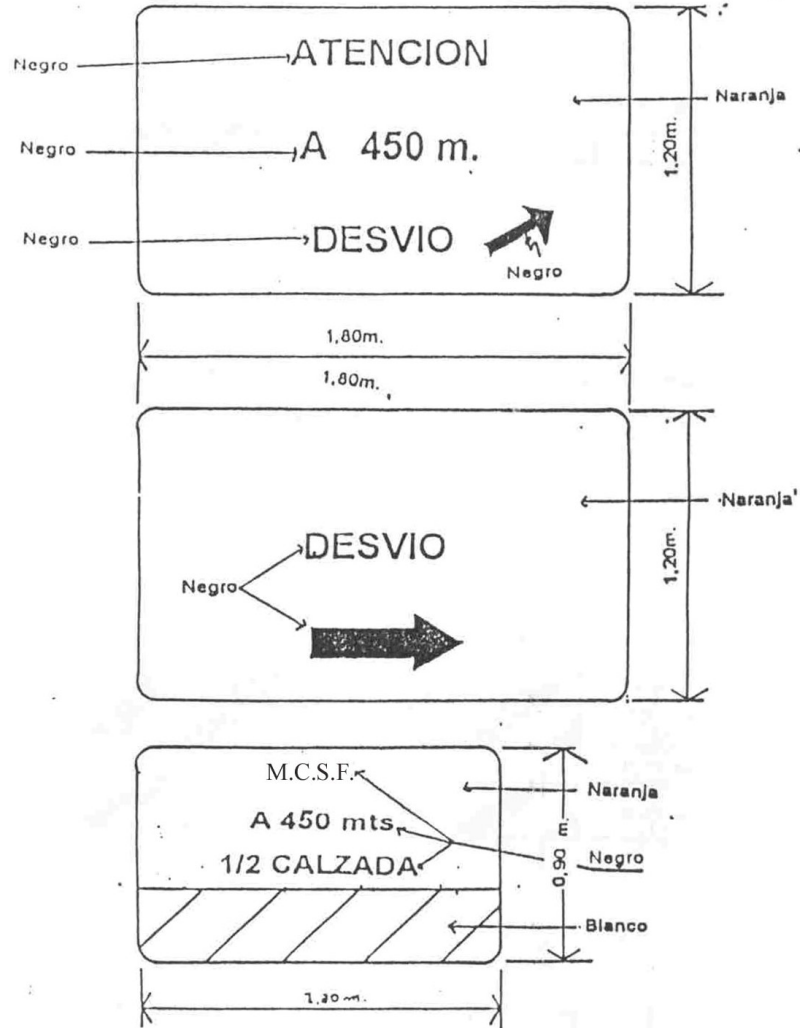 ATENCION
Negro
Naranja
A 450 m.
Negro
1,20m.
DESVIO
Negro
Negro
1,80m.
1,80m.
Naranja
DESVIO
1,20m.
Negro
M.C.S.F.
Naranja
A 450 mts
1/2 CALZADA
0,90 m
Negro
Blanco